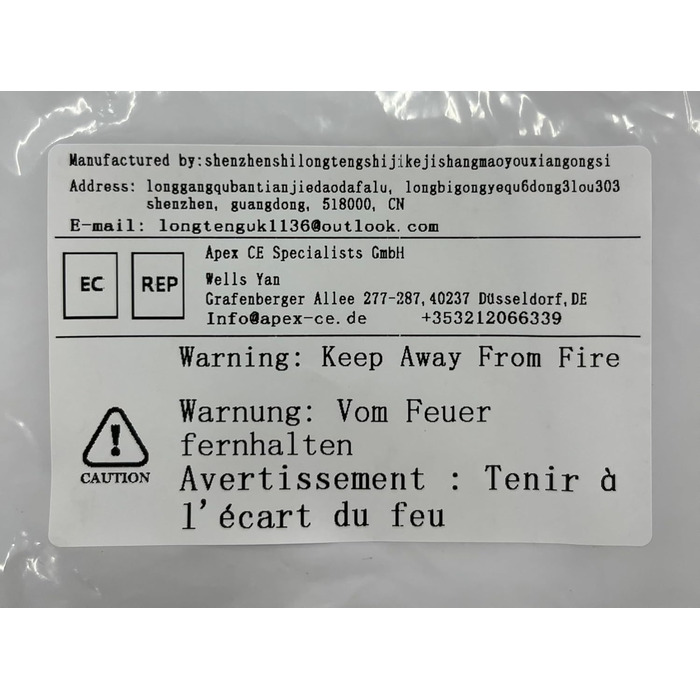 Manufactured by:shenzhenshilongtengshijikejishangmaoyouxiangongsi
Address: longgangqubantianjiedaodafalu, longbigongyequ6dong3lou303
shenzhen, guangdong, 518000, CN
E-mail: longtenguk1136@outlook.com
EC REP
Apex CE Specialists GmbH
Wells Yan
Grafenberger Allee 277-287,40237 Düsseldorf,DE
Info@apex-ce.de +353212066339
Warning: Keep Away From Fire
Warnung: Vom Feuer
fernhalten
Avertissement : Tenir à
l'écart du feu
CAUTION